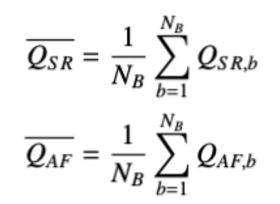 $\overline{Q_{SR}} = \frac{1}{N_B} \sum_{b=1}^{N_B} Q_{SR,b}$
$\overline{Q_{AF}} = \frac{1}{N_B} \sum_{b=1}^{N_B} Q_{AF,b}$